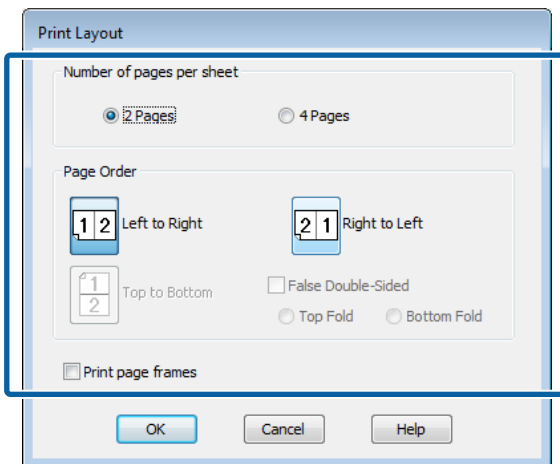 Print Layout
Number of pages per sheet
2 Pages 4 Pages
Page Order
1 2 Left to Right 2 1 Right to Left
1
2 Top to Bottom False Double-Sided
Top Fold Bottom Fold
Print page frames
OK Cancel Help